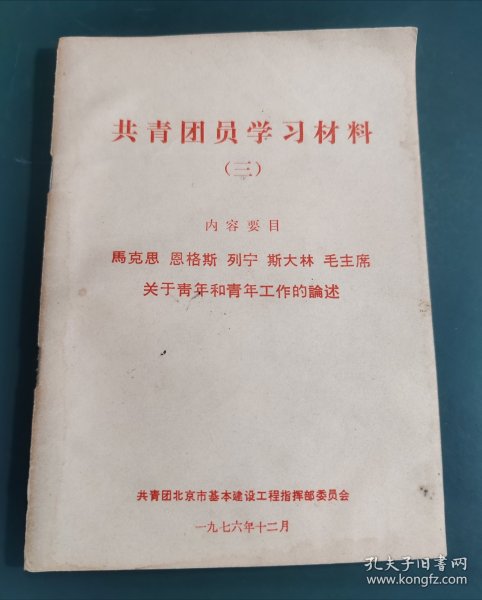 共青团员学习材料
（三）
内容要目
馬克思 恩格斯 列宁 斯大林 毛主席
关于青年和青年工作的論述
共青团北京市基本建设工程指挥部委员会
一九七六年十二月
孔夫子旧书网
www.kongfz.com